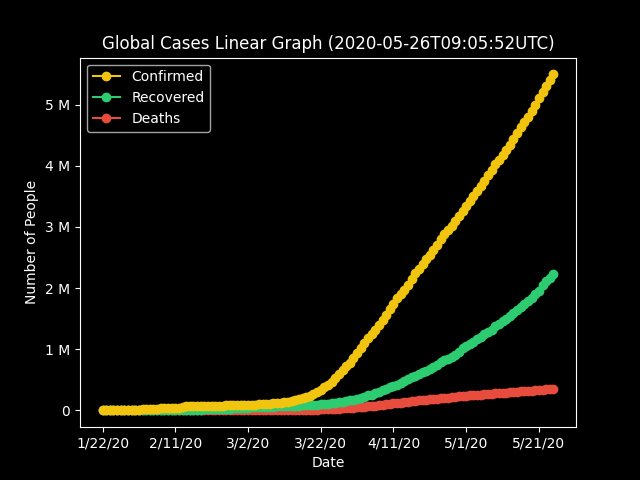 Global Cases Linear Graph (2020-05-26T09:05:52UTC)
Confirmed
Recovered
Deaths
Number of People
5 M
4 M
3 M
2 M
1 M
0
1/22/20 2/11/20 3/2/20 3/22/20 4/11/20 5/1/20 5/21/20
Date